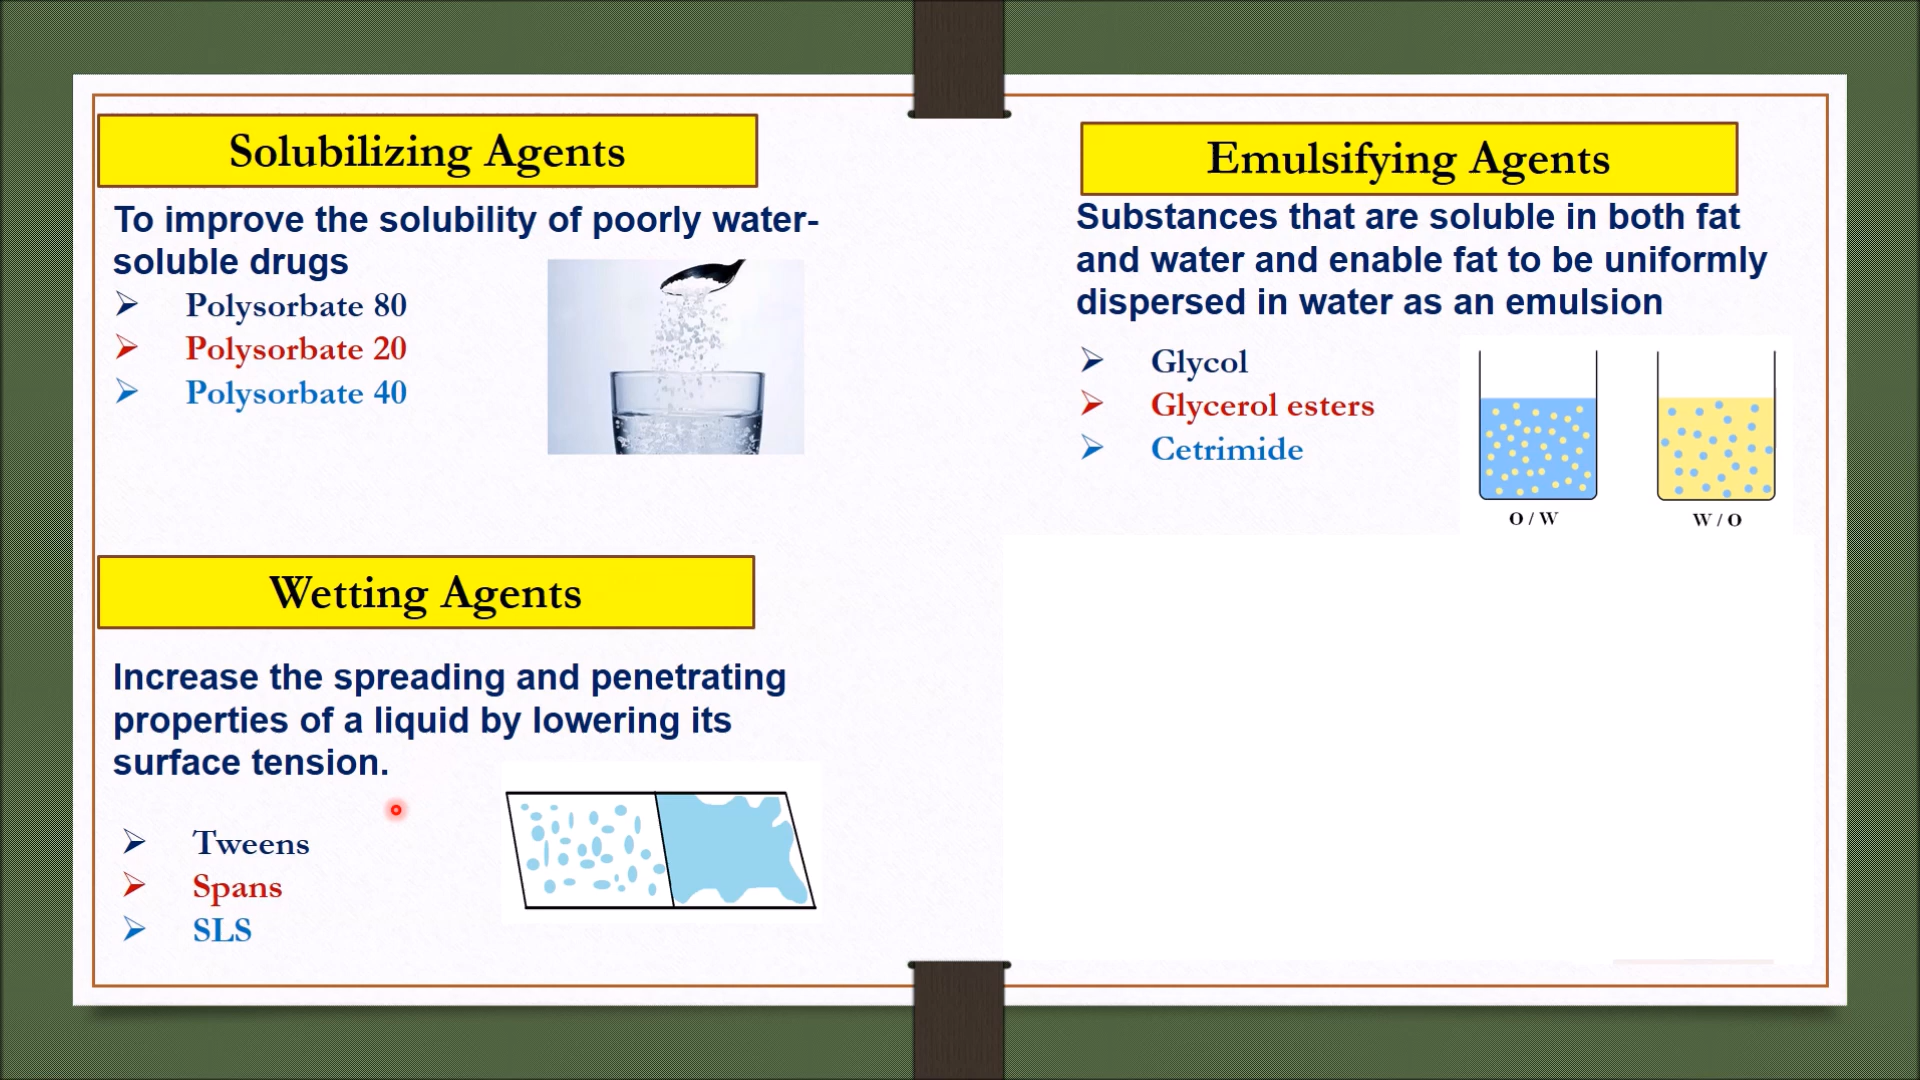 Solubilizing Agents
To improve the solubility of poorly water-
soluble drugs
Polysorbate 80
Polysorbate 20
Polysorbate 40
Wetting Agents
Increase the spreading and penetrating
properties of a liquid by lowering its
surface tension.
Tweens
Spans
SLS
Emulsifying Agents
Substances that are soluble in both fat
and water and enable fat to be uniformly
dispersed in water as an emulsion
Glycol
Glycerol esters
Cetrimide
O / W
W / O